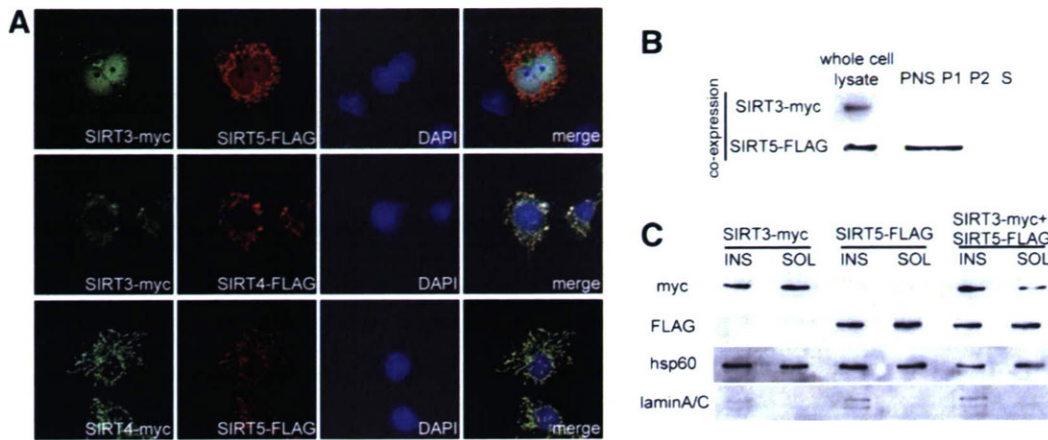 A
SIRT3-myc SIRT5-FLAG DAPI merge
SIRT3-myc SIRT4-FLAG DAPI merge
SIRT4-myc SIRT5-FLAG DAPI merge
B
whole cell
lysate PNS P1 P2 S
co-expression
SIRT3-myc
SIRT5-FLAG
C
SIRT3-myc SIRT5-FLAG SIRT3-myc+
SIRT5-FLAG
INS SOL INS SOL INS SOL
myc
FLAG
hsp60
laminA/C